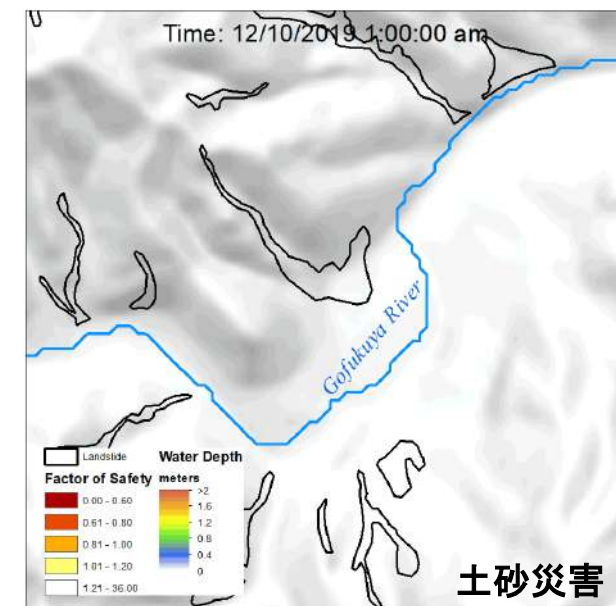 Time: 12/10/2019 1:00:00 am
Gofukuya River
Landslide
Factor of Safety
0.00 - 0.60
0.61 - 0.80
0.81 - 1.00
1.01 - 1.20
1.21 - 36.00
Water Depth
meters
>2
1.6
1.2
0.8
0.4
0
土砂災害